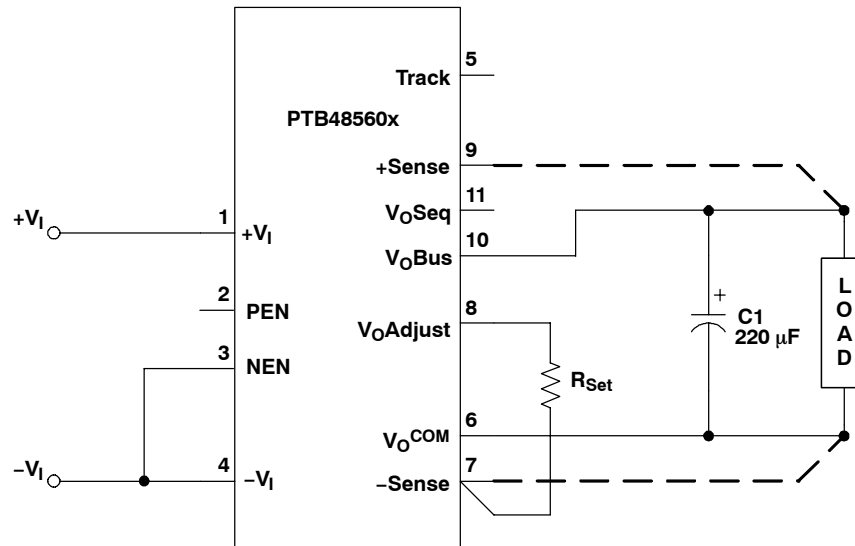 5
Track
PTB48560x
9
+Sense
11
VOSeq
10
VOBus
+VI
1
+VI
2
PEN
8
VOAdjust
3
NEN
RSet
+
C1
220 μF
L
O
A
D
6
VOCOM
7
−Sense
−VI
4
−VI